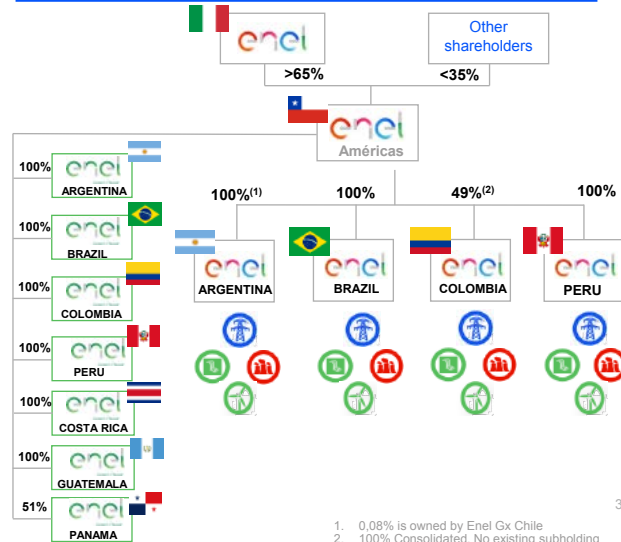 enel
Other
shareholders
>65%
<35%
enel
Américas
100%
enel
ARGENTINA
100%
enel
BRAZIL
100%
enel
COLOMBIA
100%
enel
PERU
100%
enel
COSTA RICA
100%
enel
GUATEMALA
51%
enel
PANAMA
100%(1)
100%
49%(2)
100%
enel
ARGENTINA
enel
BRAZIL
enel
COLOMBIA
enel
PERU
3
1. 0,08% is owned by Enel Gx Chile
2. 100% Consolidated. No existing subholding